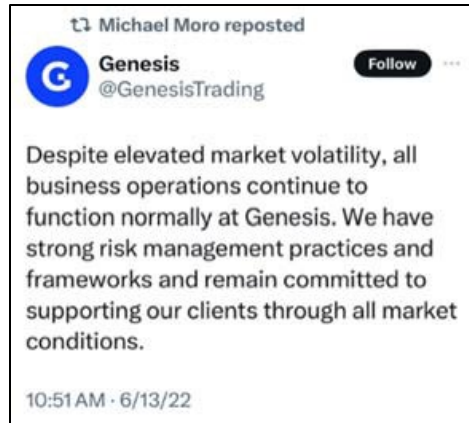 Michael Moro reposted
Genesis
Follow
@GenesisTrading
Despite elevated market volatility, all
business operations continue to
function normally at Genesis. We have
strong risk management practices and
frameworks and remain committed to
supporting our clients through all market
conditions.
10:51 AM · 6/13/22